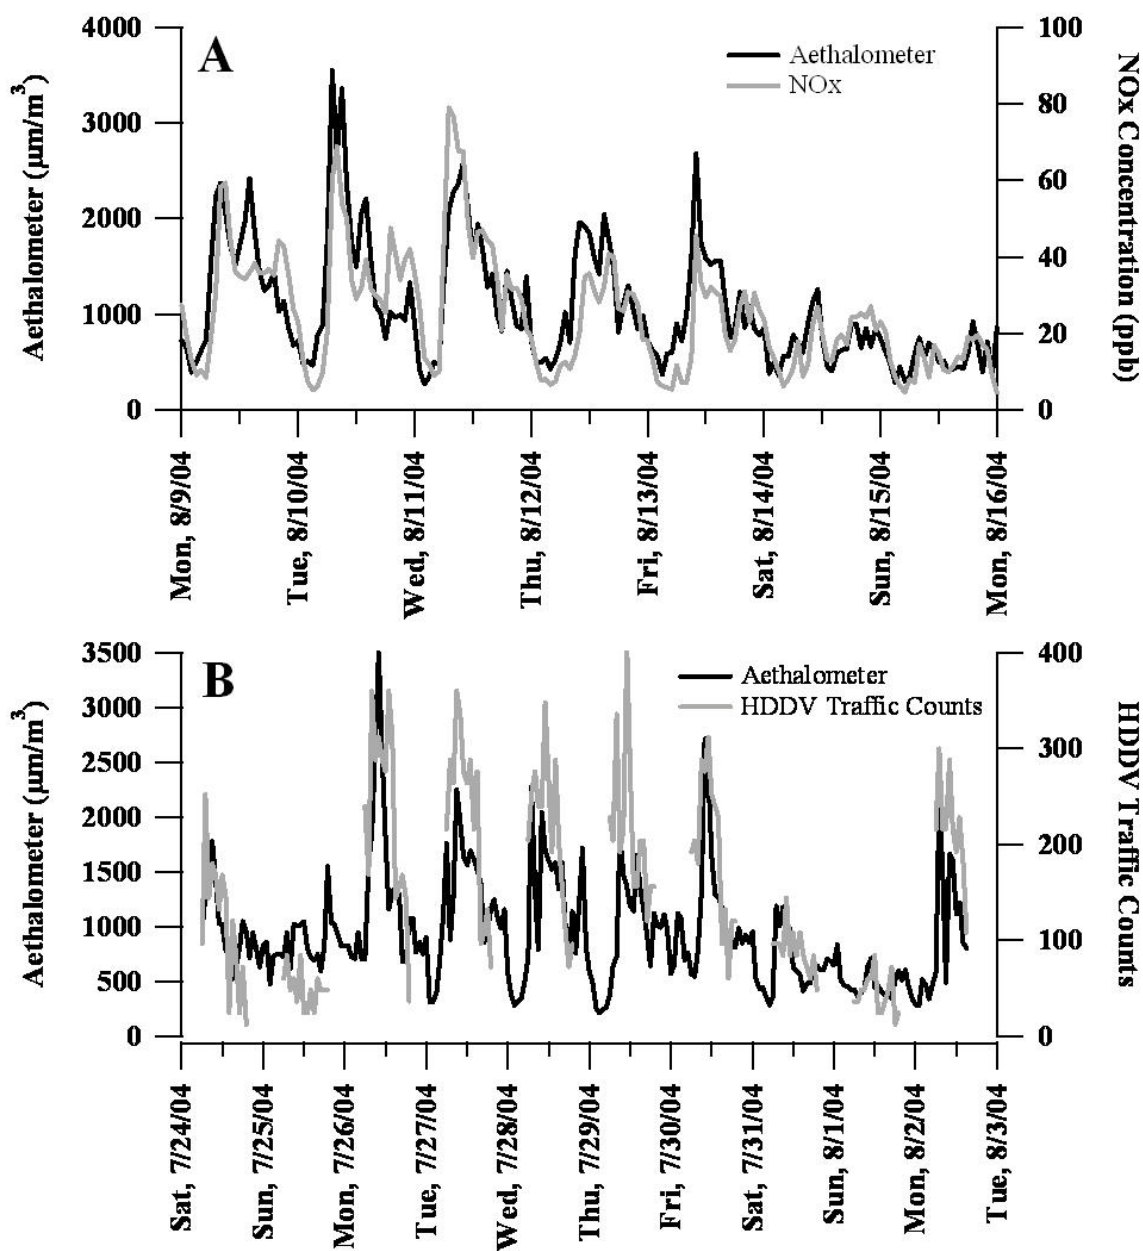 A
Aethalometer
NOx
4000
3000
2000
1000
0
Aethalometer (μm/m³)
100
80
60
40
20
0
NOx Concentration (ppb)
Mon, 8/9/04
Tue, 8/10/04
Wed, 8/11/04
Thu, 8/12/04
Fri, 8/13/04
Sat, 8/14/04
Sun, 8/15/04
Mon, 8/16/04
B
Aethalometer
HDDV Traffic Counts
3500
3000
2500
2000
1500
1000
500
0
Aethalometer (μm/m³)
400
300
200
100
0
HDDV Traffic Counts
Sat, 7/24/04
Sun, 7/25/04
Mon, 7/26/04
Tue, 7/27/04
Wed, 7/28/04
Thu, 7/29/04
Fri, 7/30/04
Sat, 7/31/04
Sun, 8/1/04
Mon, 8/2/04
Tue, 8/3/04